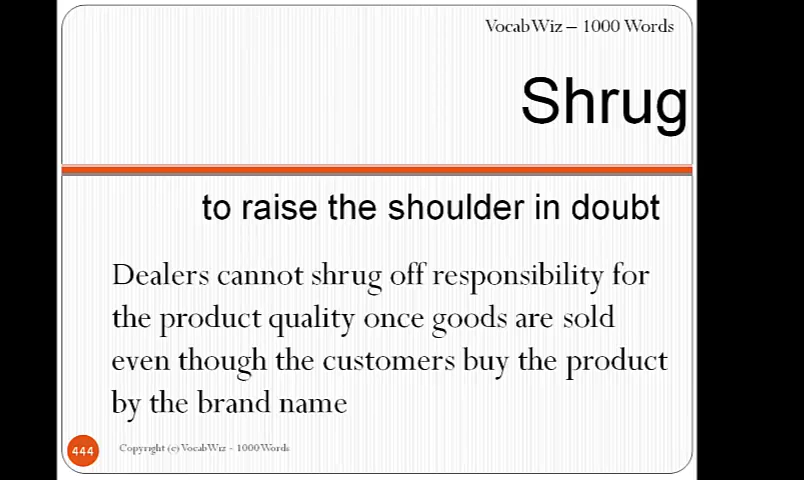 VocabWiz – 1000 Words
Shrug
to raise the shoulder in doubt
Dealers cannot shrug off responsibility for
the product quality once goods are sold
even though the customers buy the product
by the brand name
444
Copyright (c) VocabWiz - 1000 Words